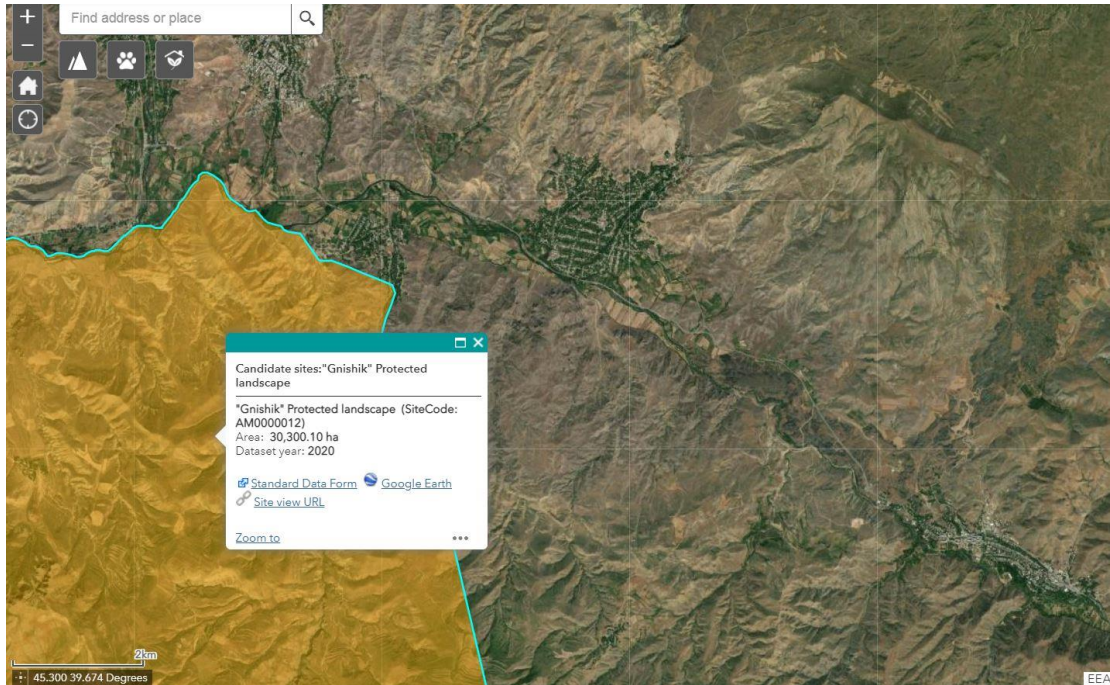 Find address or place
Candidate sites:"Gnishik" Protected
landscape
"Gnishik" Protected landscape (SiteCode:
AM0000012)
Area: 30,300.10 ha
Dataset year: 2020
Standard Data Form Google Earth
Site view URL
Zoom to
2km
45.300 39.674 Degrees
EEA